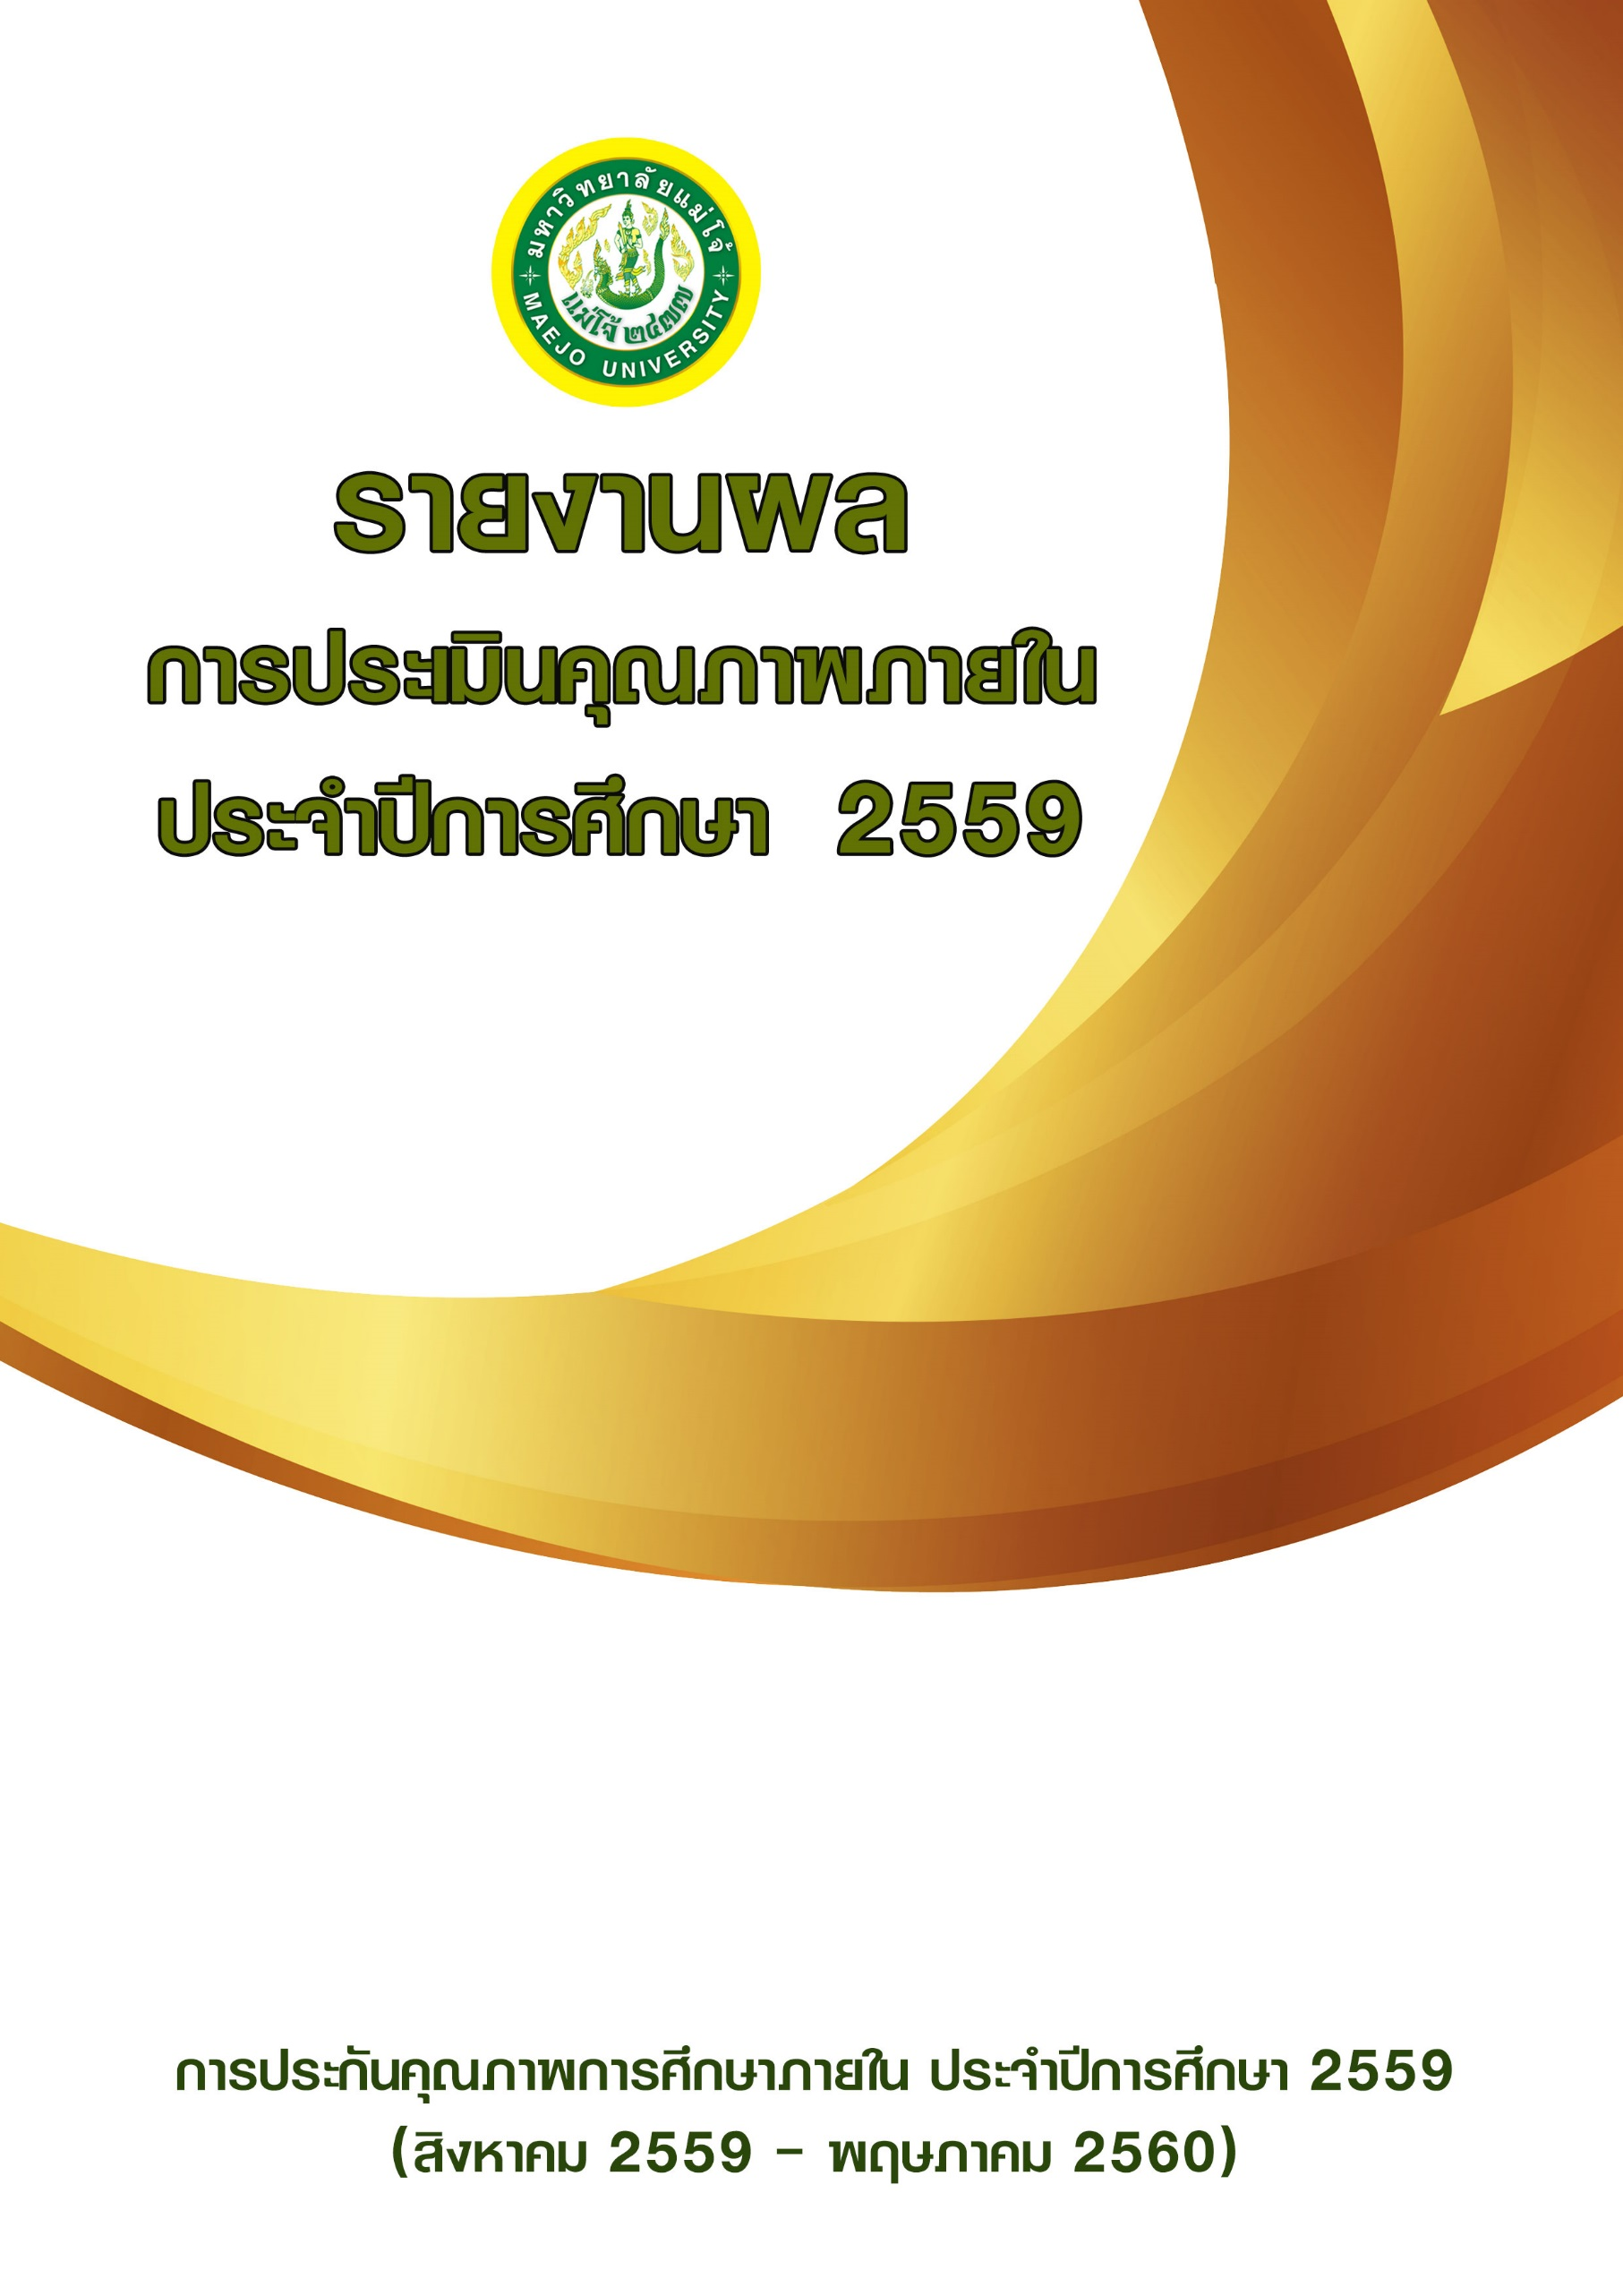 มหาวิทยาลัยแม่โจ้
แม่โจ้ ๒๔๗๗
MAEJO UNIVERSITY
รายงานผล
การประเมินคุณภาพภายใน
ประจำปีการศึกษา 2559
การประกันคุณภาพการศึกษาภายใน ประจำปีการศึกษา 2559
(สิงหาคม 2559 - พฤษภาคม 2560)